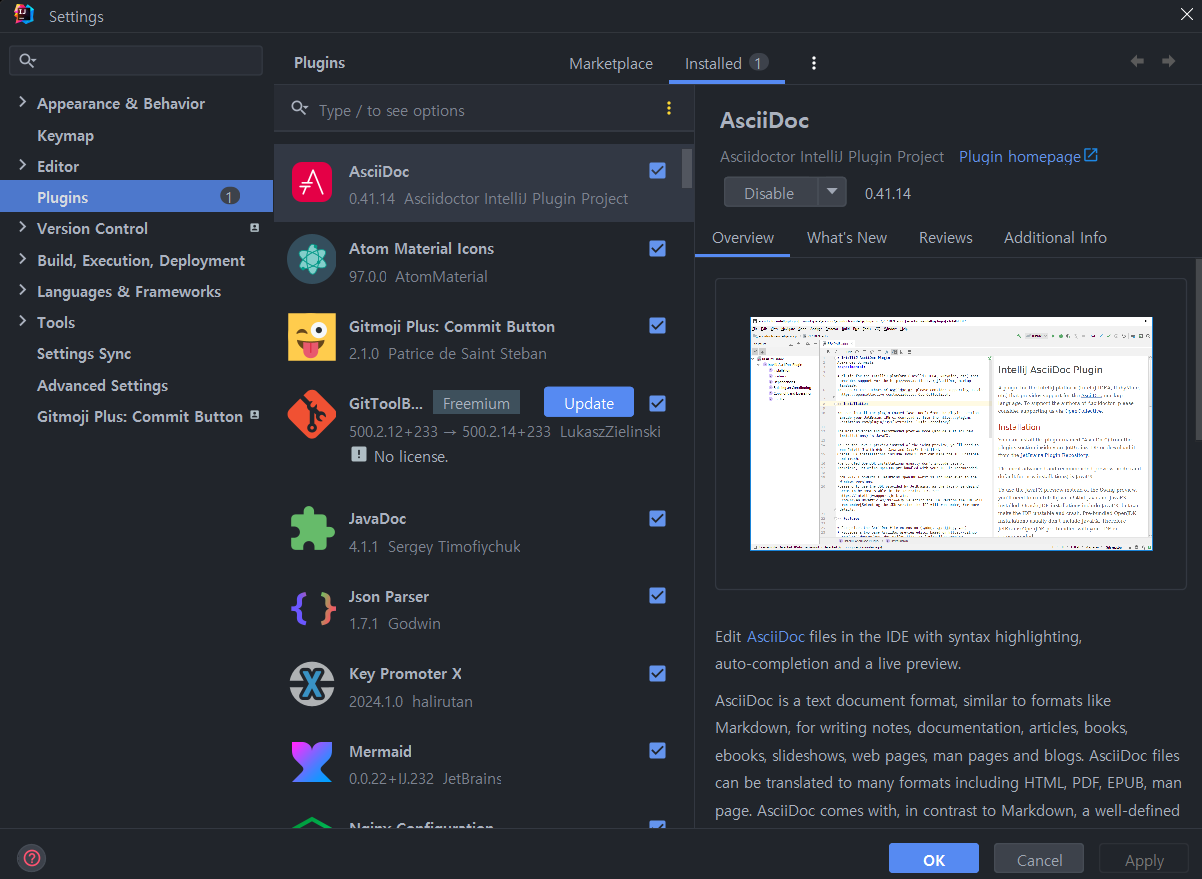 Settings
Appearance & Behavior
Keymap
Editor
Plugins 1
Version Control
Build, Execution, Deployment
Languages & Frameworks
Tools
Settings Sync
Advanced Settings
Gitmoji Plus: Commit Button
Plugins
Marketplace
Installed 1
Type / to see options
AsciiDoc
0.41.14 Asciidoctor IntelliJ Plugin Project
Atom Material Icons
97.0.0 AtomMaterial
Gitmoji Plus: Commit Button
2.1.0 Patrice de Saint Steban
GitToolB... Freemium Update
500.2.12+233 → 500.2.14+233 LukaszZielinski
No license.
JavaDoc
4.1.1 Sergey Timofiychuk
Json Parser
1.7.1 Godwin
Key Promoter X
2024.1.0 halirutan
Mermaid
0.0.22+IJ.232 JetBrains
Nginx Configuration
AsciiDoc
Asciidoctor IntelliJ Plugin Project Plugin homepage
Disable 0.41.14
Overview What's New Reviews Additional Info
IntelliJ AsciiDoc Plugin
Installation
Edit AsciiDoc files in the IDE with syntax highlighting,
auto-completion and a live preview.
AsciiDoc is a text document format, similar to formats like
Markdown, for writing notes, documentation, articles, books,
ebooks, slideshows, web pages, man pages and blogs. AsciiDoc files
can be translated to many formats including HTML, PDF, EPUB, man
page. AsciiDoc comes with, in contrast to Markdown, a well-defined
OK Cancel Apply